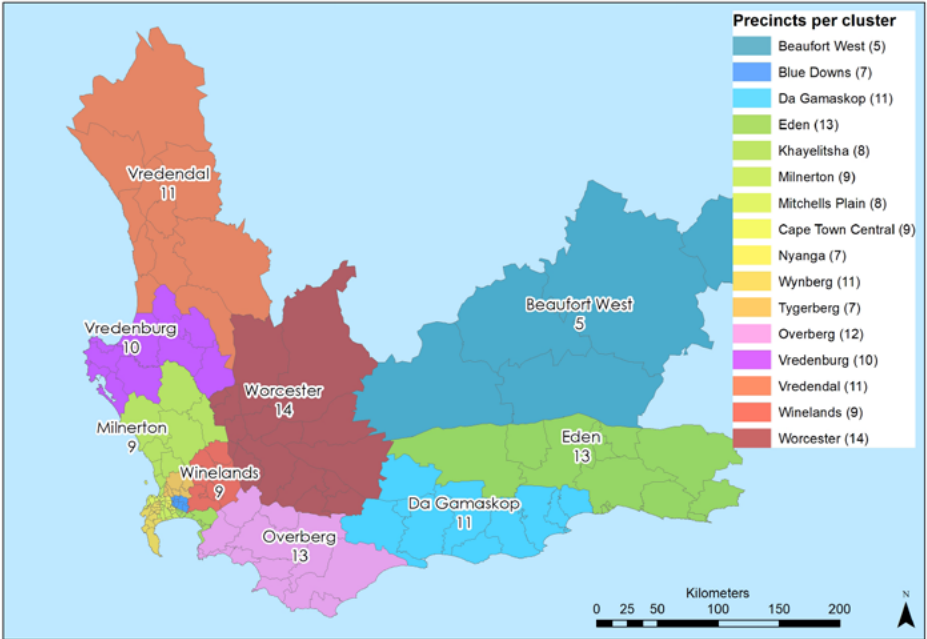 Precincts per cluster
Beaufort West (5)
Blue Downs (7)
Da Gamaskop (11)
Eden (13)
Khayelitsha (8)
Milnerton (9)
Mitchells Plain (8)
Cape Town Central (9)
Nyanga (7)
Wynberg (11)
Tygerberg (7)
Overberg (12)
Vredenburg (10)
Vredendal (11)
Winelands (9)
Worcester (14)
Vredendal
11
Beaufort West
5
Vredenburg
10
Worcester
14
Milnerton
9
Eden
13
Winelands
9
Da Gamaskop
11
Overberg
13
Kilometers
0 25 50 100 150 200
N